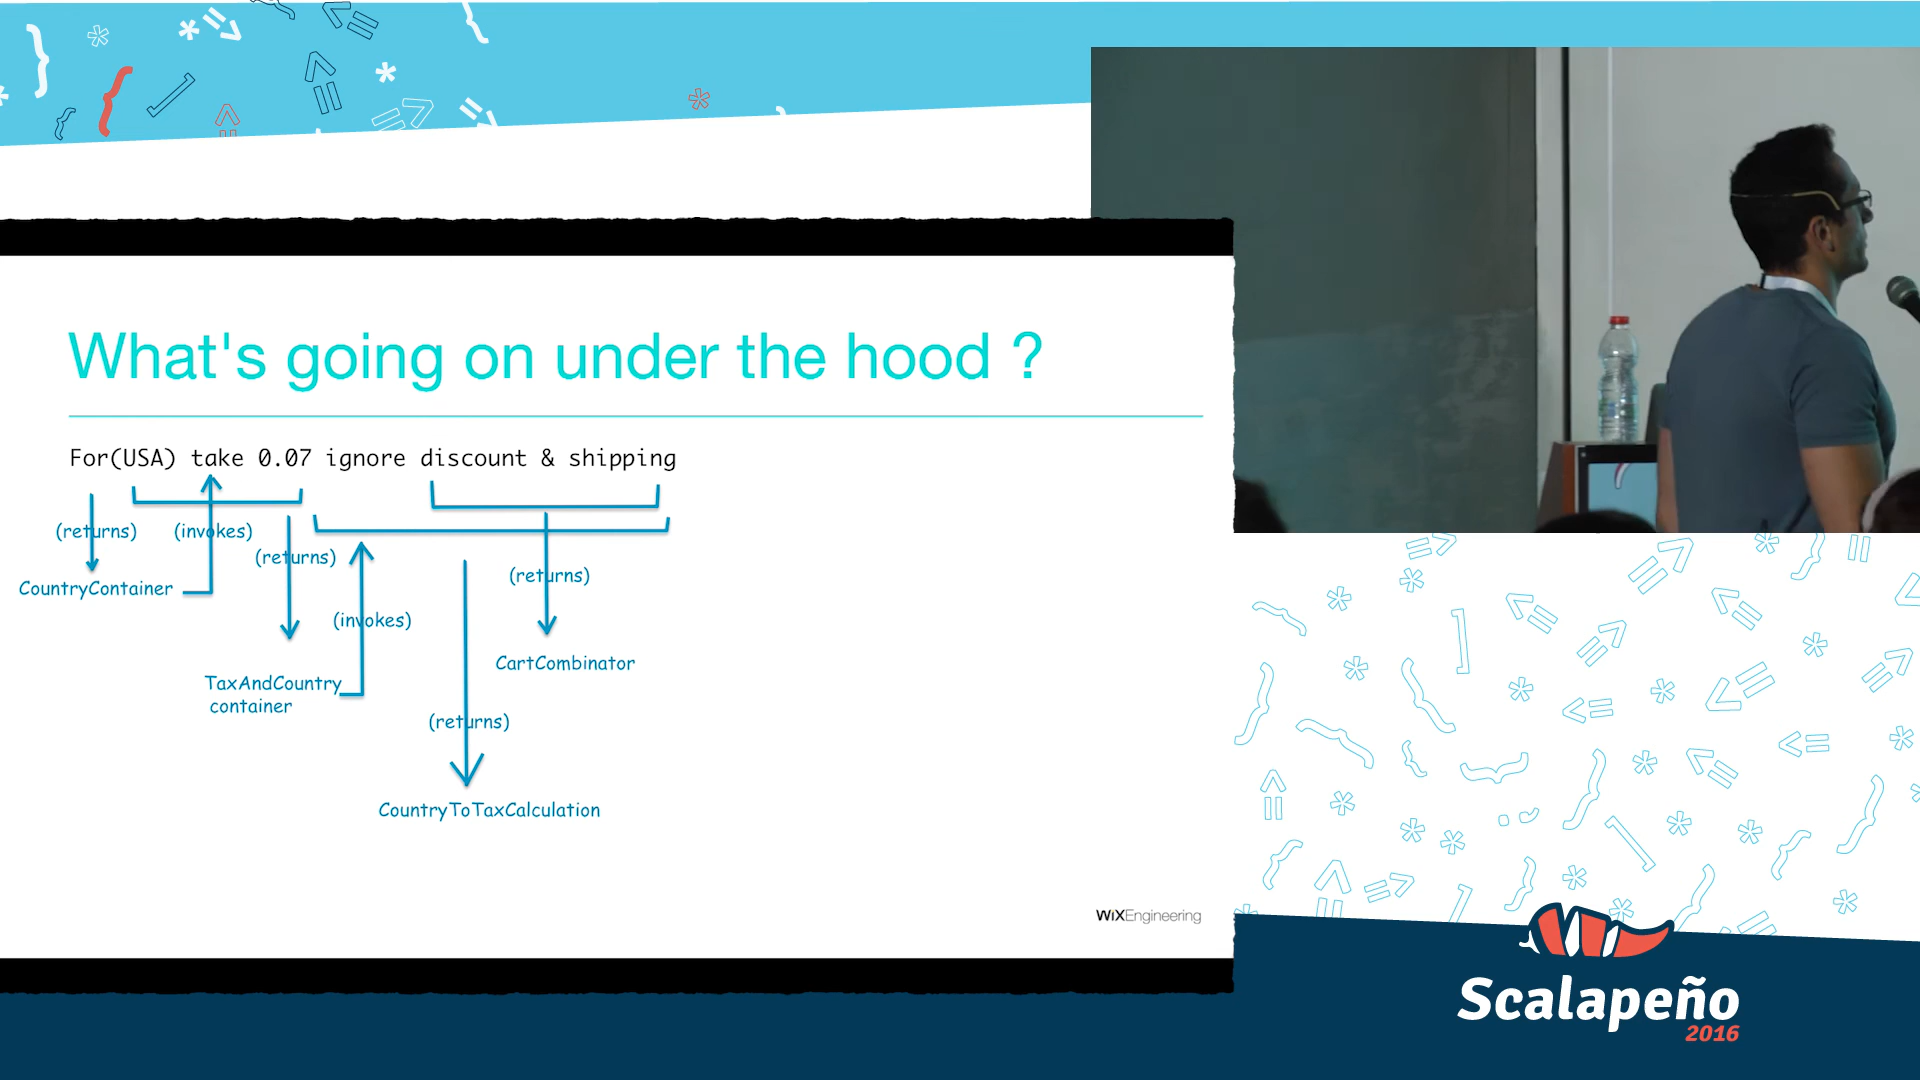 What's going on under the hood ?
For(USA) take 0.07 ignore discount & shipping
(returns) (invokes)
(returns)
(returns)
CountryContainer
(invokes)
CartCombinator
TaxAndCountry
container
(returns)
CountryToTaxCalculation
WiXEngineering
Scalapeño
2016